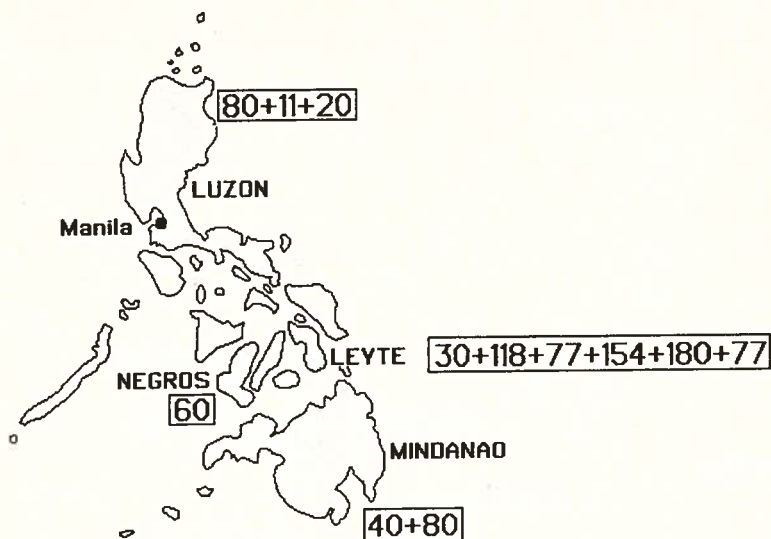 80+11+20
LUZON
Manila
LEYTE
30+118+77+154+180+77
NEGROS
60
MINDANAO
40+80